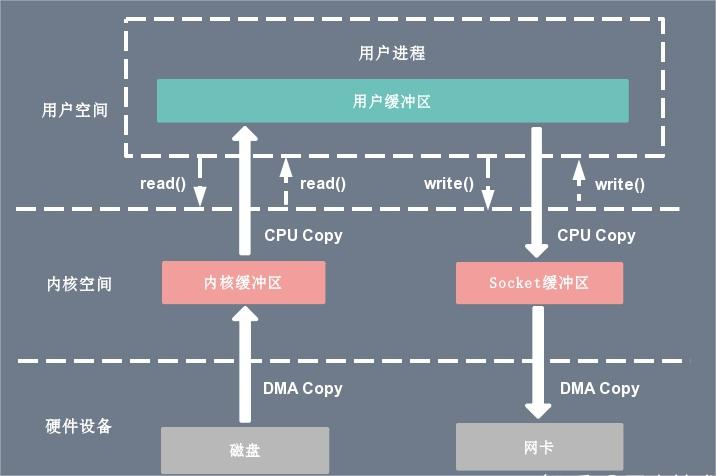 用户进程
用户缓冲区
用户空间
read()
read()
write()
write()
CPU Copy
CPU Copy
内核空间
内核缓冲区
Socket缓冲区
DMA Copy
DMA Copy
硬件设备
磁盘
网卡